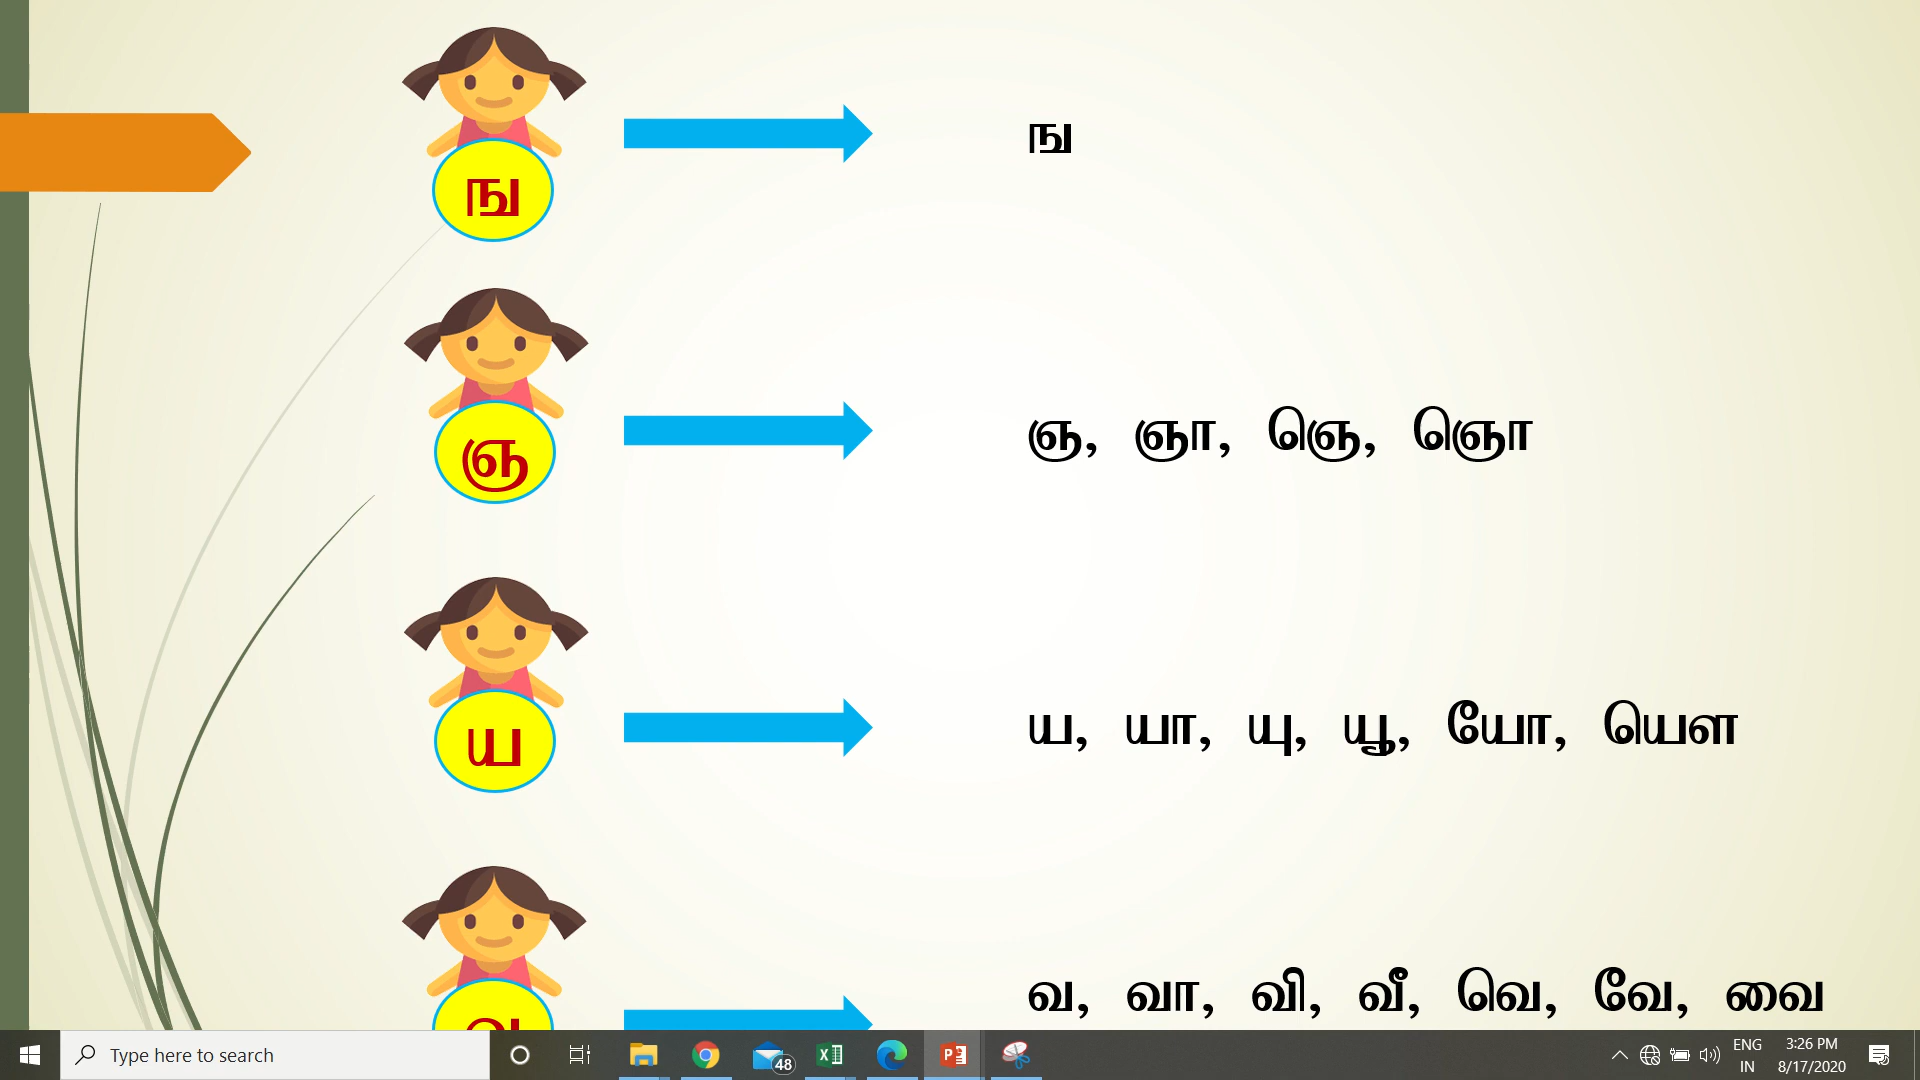 ங
ங
ஞ
ஞ, ஞா, ஞெ, ஞொ
ய
ய, யா, யு, யூ, யோ, யௌ
வ, வா, வி, வீ, வெ, வே, வை
Type here to search
48
ENG
IN
3:26 PM
8/17/2020